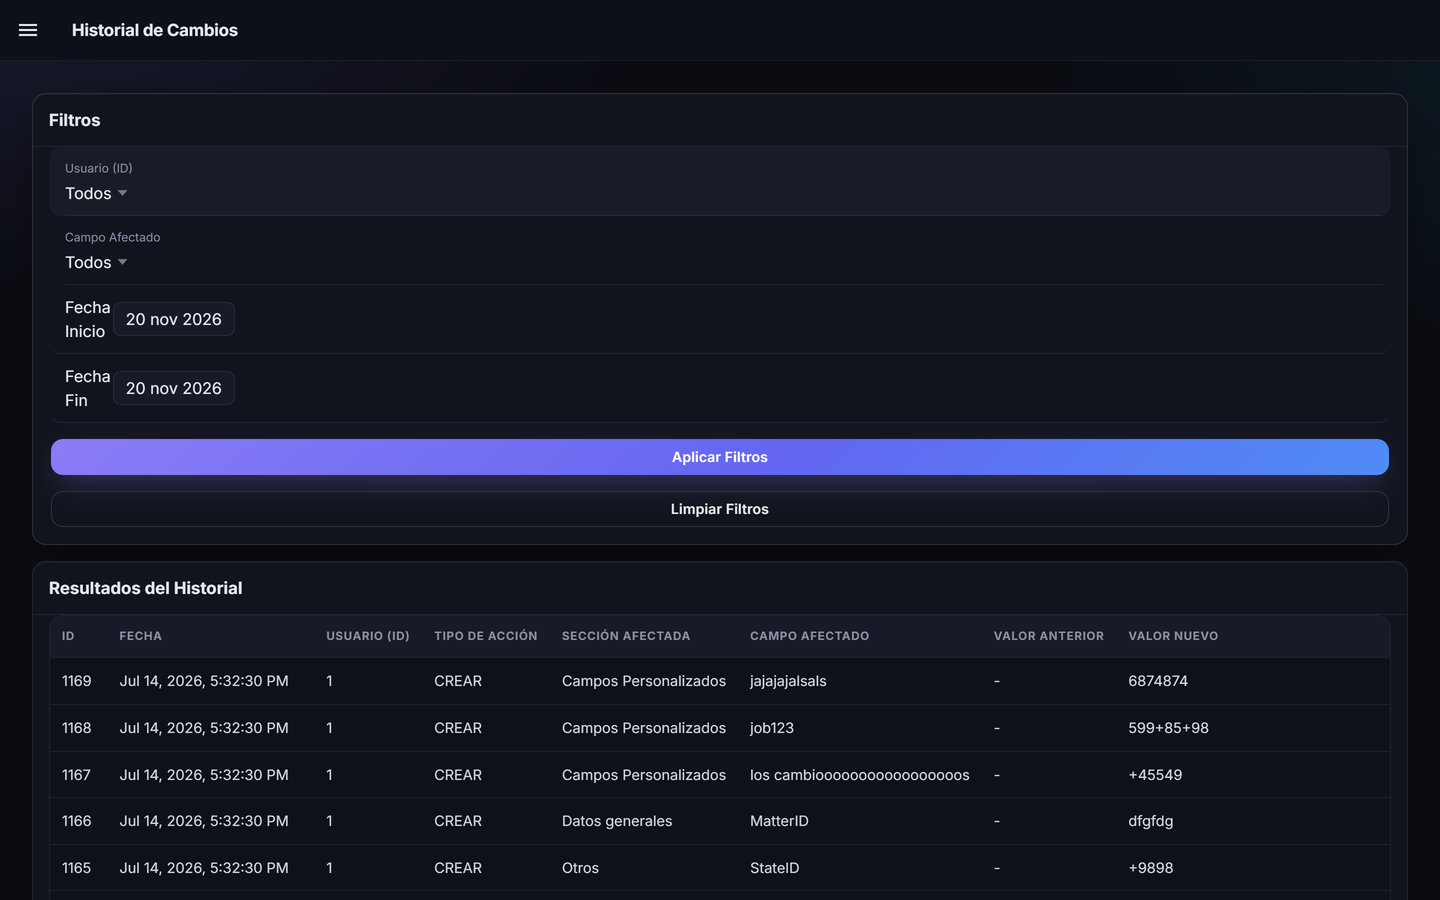 Historial de Cambios
Filtros
Usuario (ID)
Todos
Campo Afectado
Todos
Fecha
Inicio
20 nov 2026
Fecha
Fin
20 nov 2026
Aplicar Filtros
Limpiar Filtros
Resultados del Historial
ID FECHA USUARIO (ID) TIPO DE ACCIÓN SECCIÓN AFECTADA CAMPO AFECTADO VALOR ANTERIOR VALOR NUEVO
1169 Jul 14, 2026, 5:32:30 PM 1 CREAR Campos Personalizados jajajajalsals - 6874874
1168 Jul 14, 2026, 5:32:30 PM 1 CREAR Campos Personalizados job123 - 599+85+98
1167 Jul 14, 2026, 5:32:30 PM 1 CREAR Campos Personalizados los cambiooooooooooooooooos - +45549
1166 Jul 14, 2026, 5:32:30 PM 1 CREAR Datos generales MatterID - dfgfdg
1165 Jul 14, 2026, 5:32:30 PM 1 CREAR Otros StateID - +9898